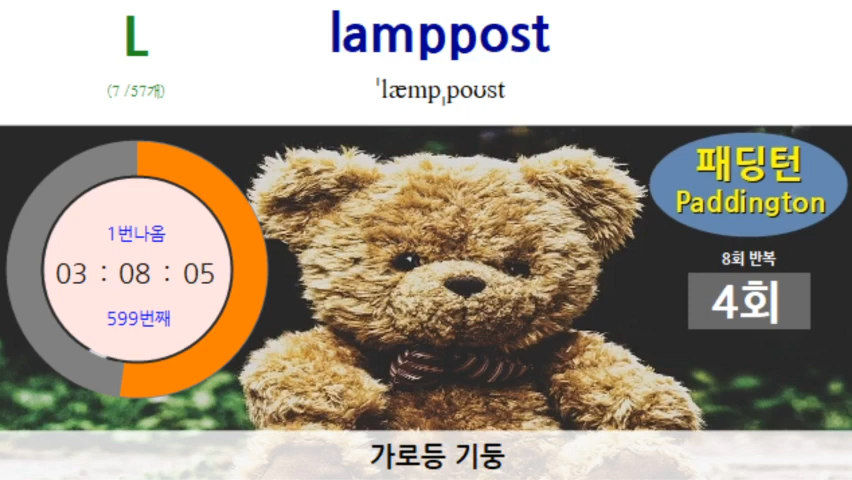 L
(7 /57개)
lamppost
ˈlæmpˌpoʊst
1번나옴
03 : 08 : 05
599번째
패딩턴
Paddington
8회 반복
4회
가로등 기둥